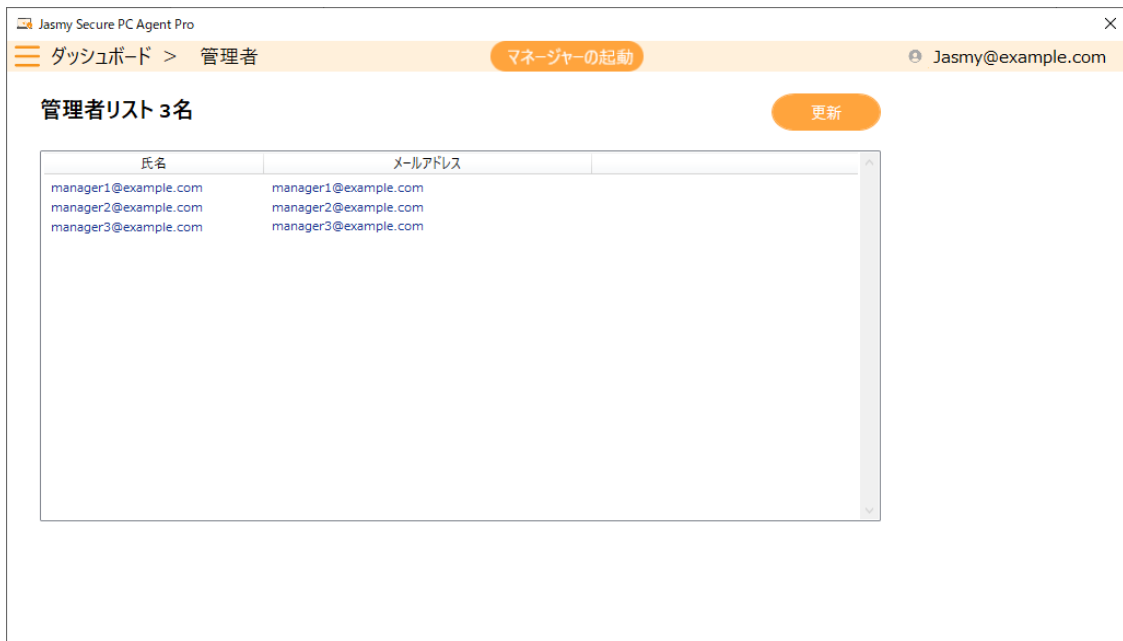 Jasmy Secure PC Agent Pro
ダッシュボード > 管理者 マネージャーの起動 Jasmy@example.com
管理者リスト 3名 更新
氏名 メールアドレス
manager1@example.com manager1@example.com
manager2@example.com manager2@example.com
manager3@example.com manager3@example.com